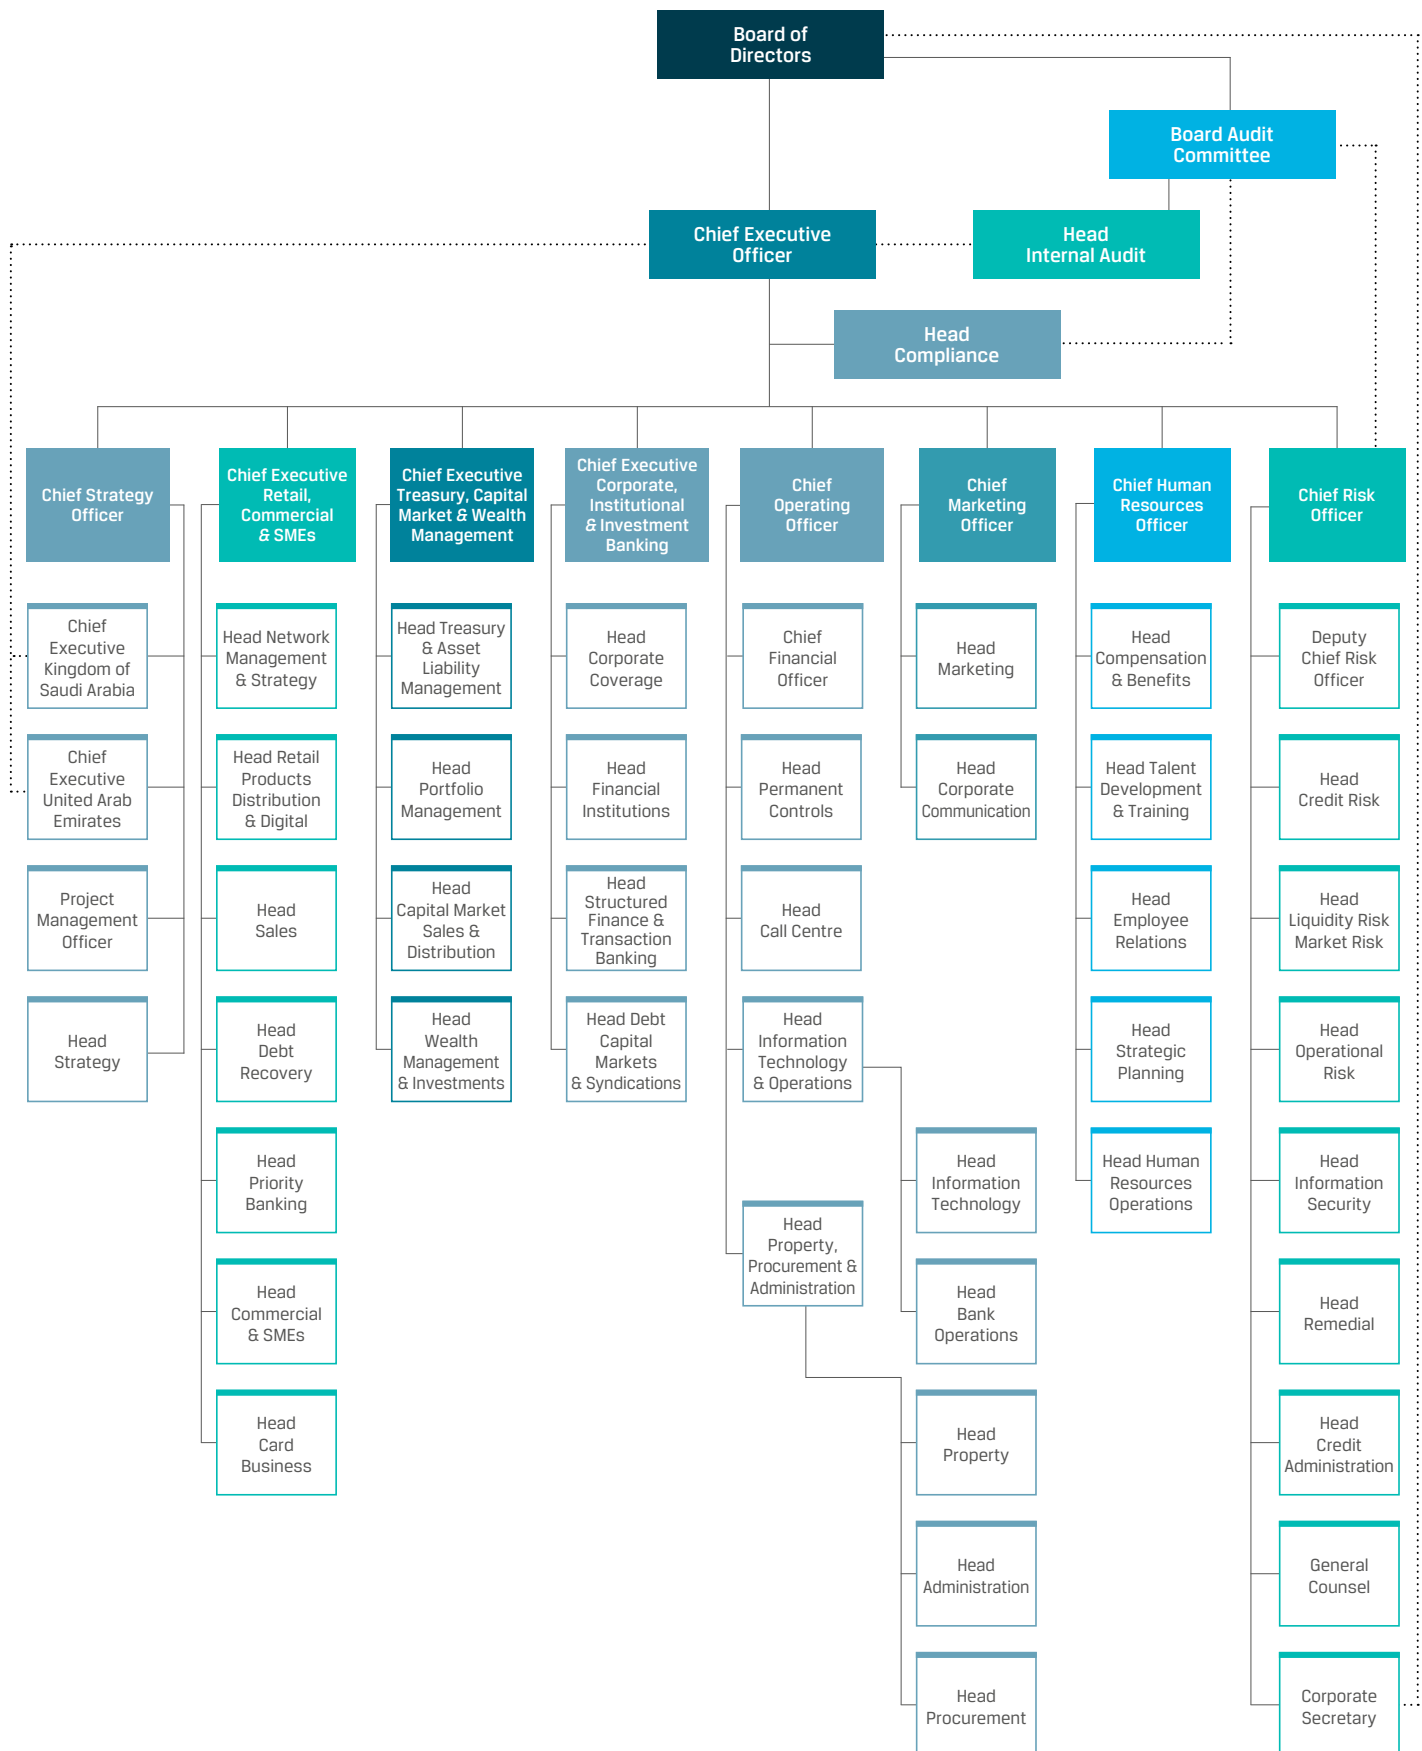 Board of
Directors
Board Audit
Committee
Chief Executive
Officer
Head
Internal Audit
Head
Compliance
Chief Strategy
Officer
Chief Executive
Retail,
Commercial
& SMEs
Chief Executive
Treasury, Capital
Market & Wealth
Management
Chief Executive
Corporate,
Institutional
& Investment
Banking
Chief
Operating
Officer
Chief
Marketing
Officer
Chief Human
Resources
Officer
Chief Risk
Officer
Chief
Executive
Kingdom of
Saudi Arabia
Chief
Executive
United Arab
Emirates
Project
Management
Officer
Head
Strategy
Head Network
Management
& Strategy
Head Retail
Products
Distribution
& Digital
Head
Sales
Head
Debt
Recovery
Head
Priority
Banking
Head
Commercial
& SMEs
Head
Card
Business
Head Treasury
& Asset
Liability
Management
Head
Portfolio
Management
Head
Capital Market
Sales &
Distribution
Head
Wealth
Management
& Investments
Head
Corporate
Coverage
Head
Financial
Institutions
Head
Structured
Finance &
Transaction
Banking
Head Debt
Capital
Markets
& Syndications
Chief
Financial
Officer
Head
Permanent
Controls
Head
Call Centre
Head
Information
Technology
& Operations
Head
Property,
Procurement &
Administration
Head
Marketing
Head
Corporate
Communication
Head
Information
Technology
Head
Bank
Operations
Head
Property
Head
Administration
Head
Procurement
Head
Compensation
& Benefits
Head Talent
Development
& Training
Head
Employee
Relations
Head
Strategic
Planning
Head Human
Resources
Operations
Deputy
Chief Risk
Officer
Head
Credit Risk
Head
Liquidity Risk
Market Risk
Head
Operational
Risk
Head
Information
Security
Head
Remedial
Head
Credit
Administration
General
Counsel
Corporate
Secretary